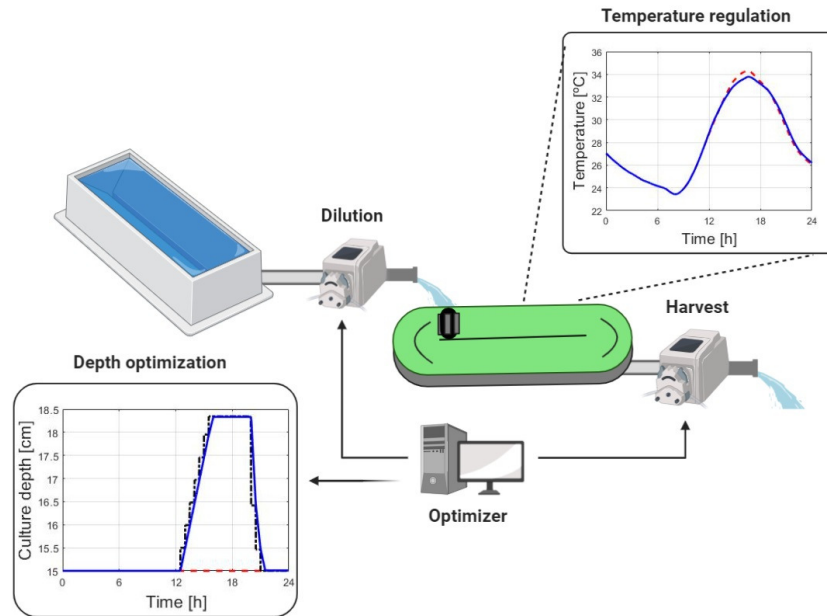 Temperature regulation
Temperature [ºC]
36
34
32
30
28
26
24
22
0
6
12
18
24
Time [h]
Dilution
Harvest
Depth optimization
Culture depth [cm]
18.5
18
17.5
17
16.5
16
15.5
15
0
6
12
18
24
Time [h]
Optimizer